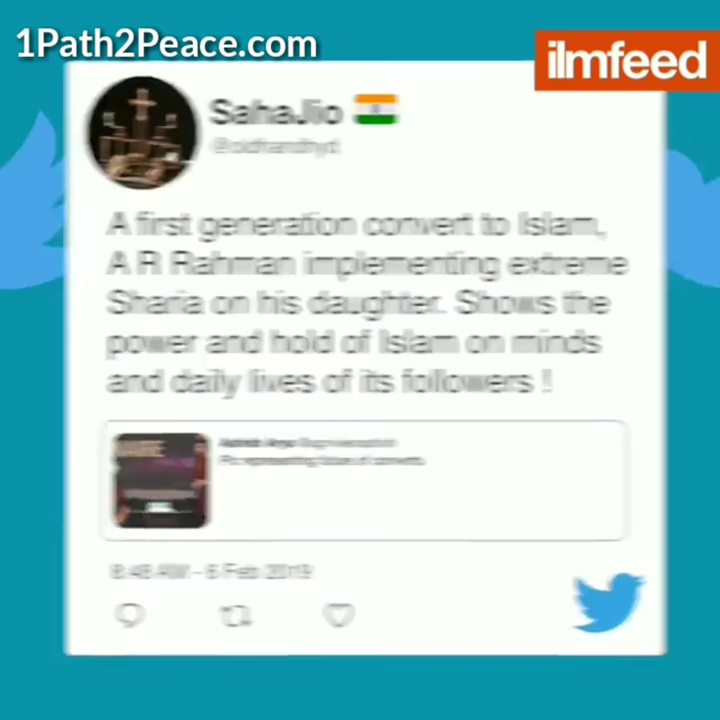 1Path2Peace.com
ilmfeed
SahaJio
A first generation convert to Islam,
A R Rahman implementing extreme
Sharia on his daughter. Shows the
power and hold of Islam on minds
and daily lives of its followers !
8:48 AM - 6 Feb 2019